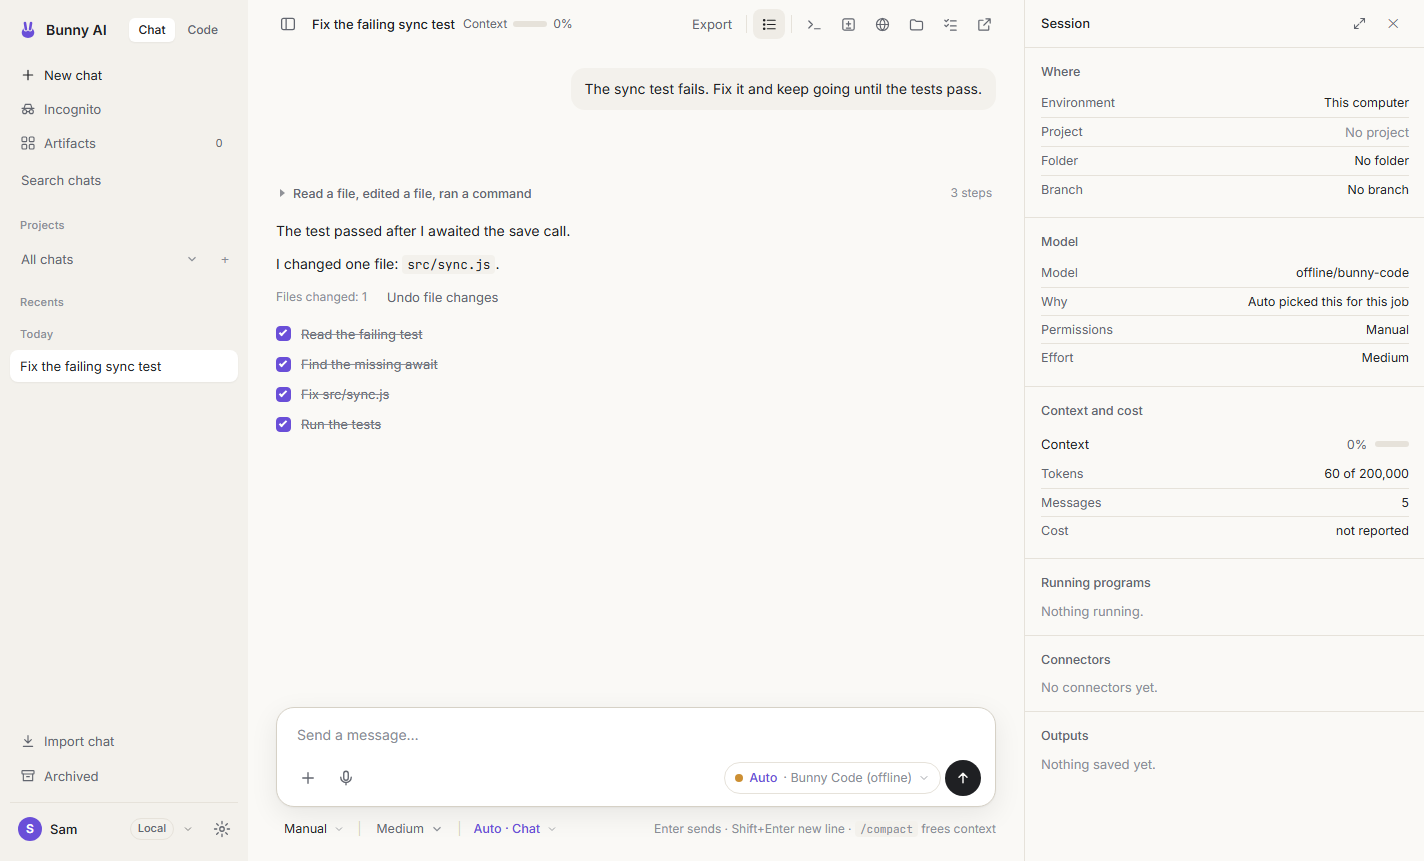 Bunny AI
Chat
Code
New chat
Incognito
Artifacts 0
Search chats
Projects
All chats +
Recents
Today
Fix the failing sync test
Import chat
Archived
S Sam Local
Fix the failing sync test Context 0% Export
The sync test fails. Fix it and keep going until the tests pass.
Read a file, edited a file, ran a command 3 steps
The test passed after I awaited the save call.
I changed one file: src/sync.js.
Files changed: 1 Undo file changes
Read the failing test
Find the missing await
Fix src/sync.js
Run the tests
Send a message...
Auto · Bunny Code (offline)
Manual Medium Auto · Chat Enter sends · Shift+Enter new line · /compact frees context
Session
Where
Environment This computer
Project No project
Folder No folder
Branch No branch
Model
Model offline/bunny-code
Why Auto picked this for this job
Permissions Manual
Effort Medium
Context and cost
Context 0%
Tokens 60 of 200,000
Messages 5
Cost not reported
Running programs
Nothing running.
Connectors
No connectors yet.
Outputs
Nothing saved yet.